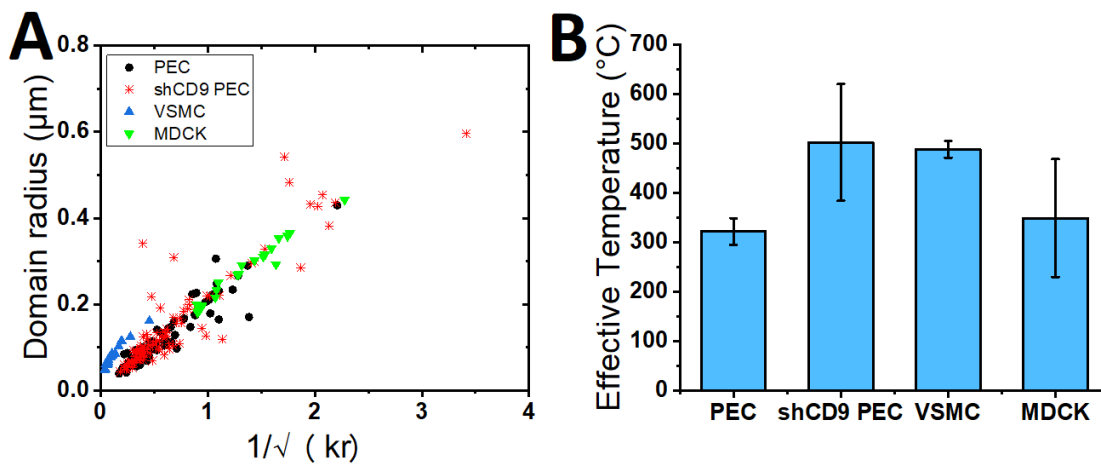 A
Domain radius (μm)
0.8
0.6
0.4
0.2
0.0
PEC
shCD9 PEC
VSMC
MDCK
0
1
2
3
4
1/√ ( kr)
B
Effective Temperature (°C)
700
600
500
400
300
200
100
0
PEC
shCD9 PEC
VSMC
MDCK